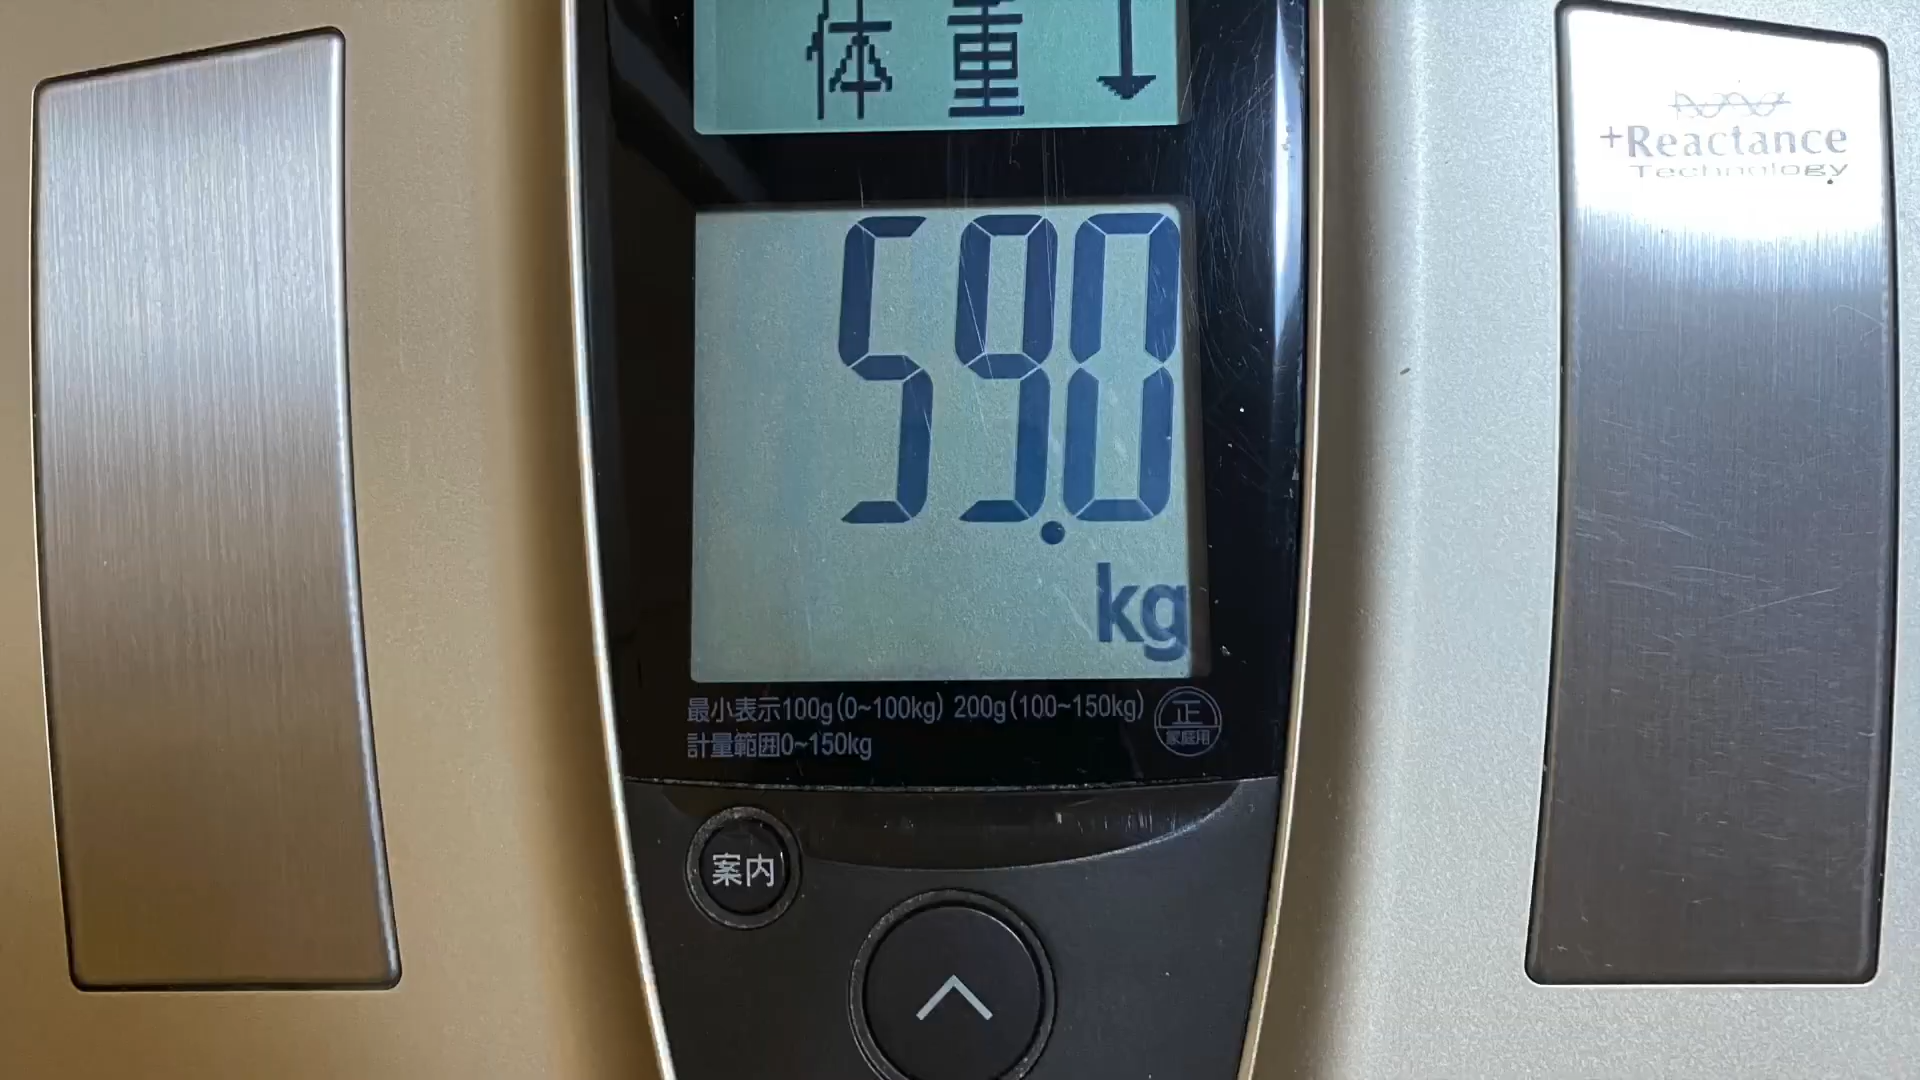 体重↓
+Reactance
Technology
59.0
kg
最小表示100g(0~100kg) 200g(100~150kg)
計量範囲0~150kg
正
家庭用
案内